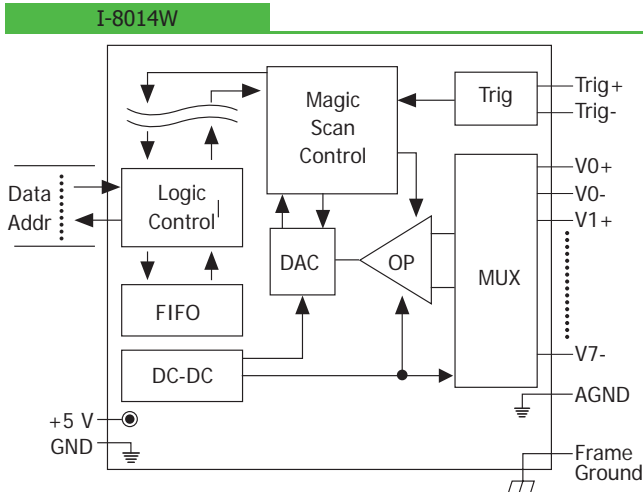 I-8014W
Magic
Scan
Control
Trig
Trig+
Trig-
Data
Addr
Logic
Control
V0+
V0-
V1+
DAC
OP
MUX
FIFO
DC-DC
V7-
AGND
+5 V
GND
Frame
Ground